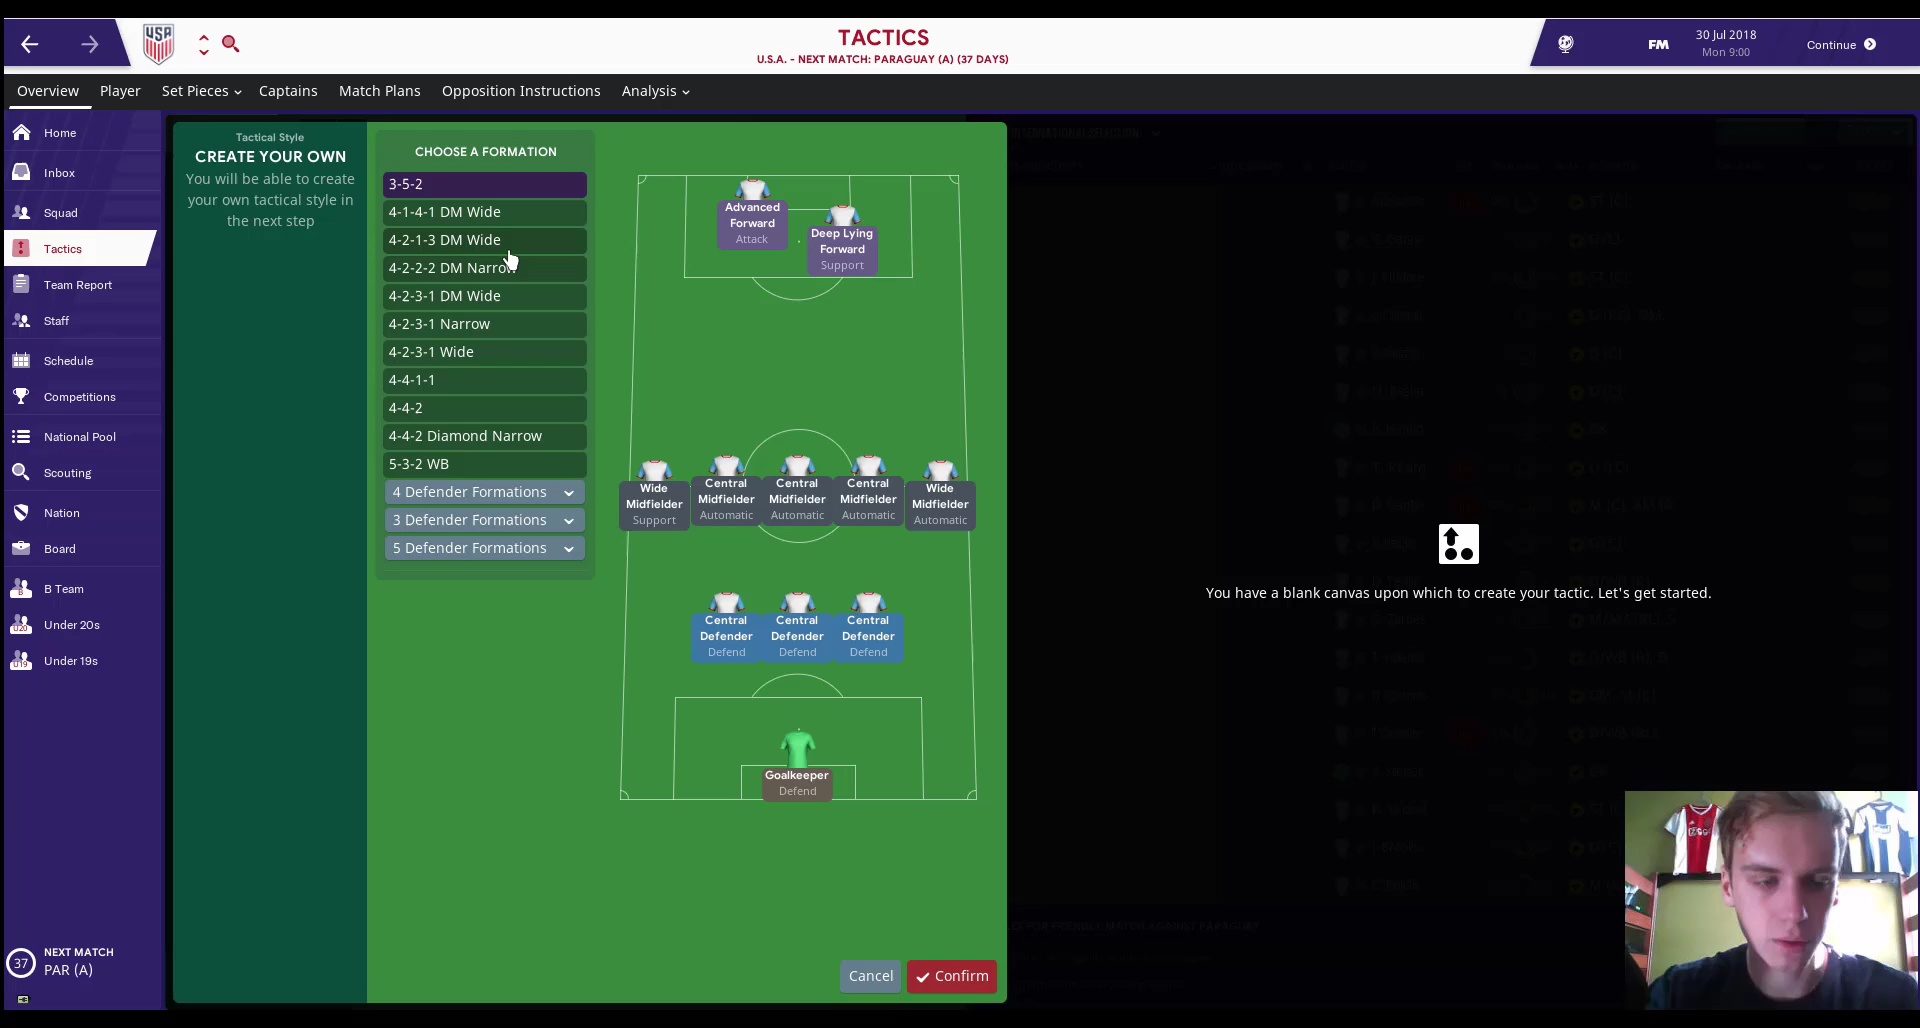 USA
TACTICS
U.S.A. - NEXT MATCH: PARAGUAY (A) (37 DAYS)
FM
30 Jul 2018
Mon 9:00
Continue
Overview
Player
Set Pieces
Captains
Match Plans
Opposition Instructions
Analysis
Home
Inbox
Squad
Tactics
Team Report
Staff
Schedule
Competitions
National Pool
Scouting
Nation
Board
B Team
Under 20s
Under 19s
37
NEXT MATCH
PAR (A)
Tactical Style
CREATE YOUR OWN
You will be able to create
your own tactical style in
the next step
CHOOSE A FORMATION
3-5-2
4-1-4-1 DM Wide
4-2-1-3 DM Wide
4-2-2-2 DM Narrow
4-2-3-1 DM Wide
4-2-3-1 Narrow
4-2-3-1 Wide
4-4-1-1
4-4-2
4-4-2 Diamond Narrow
5-3-2 WB
4 Defender Formations
3 Defender Formations
5 Defender Formations
Advanced
Forward
Attack
Deep Lying
Forward
Support
Wide
Midfielder
Support
Central
Midfielder
Automatic
Central
Midfielder
Automatic
Central
Midfielder
Automatic
Wide
Midfielder
Automatic
Central
Defender
Defend
Central
Defender
Defend
Central
Defender
Defend
Goalkeeper
Defend
Cancel
Confirm
You have a blank canvas upon which to create your tactic. Let's get started.